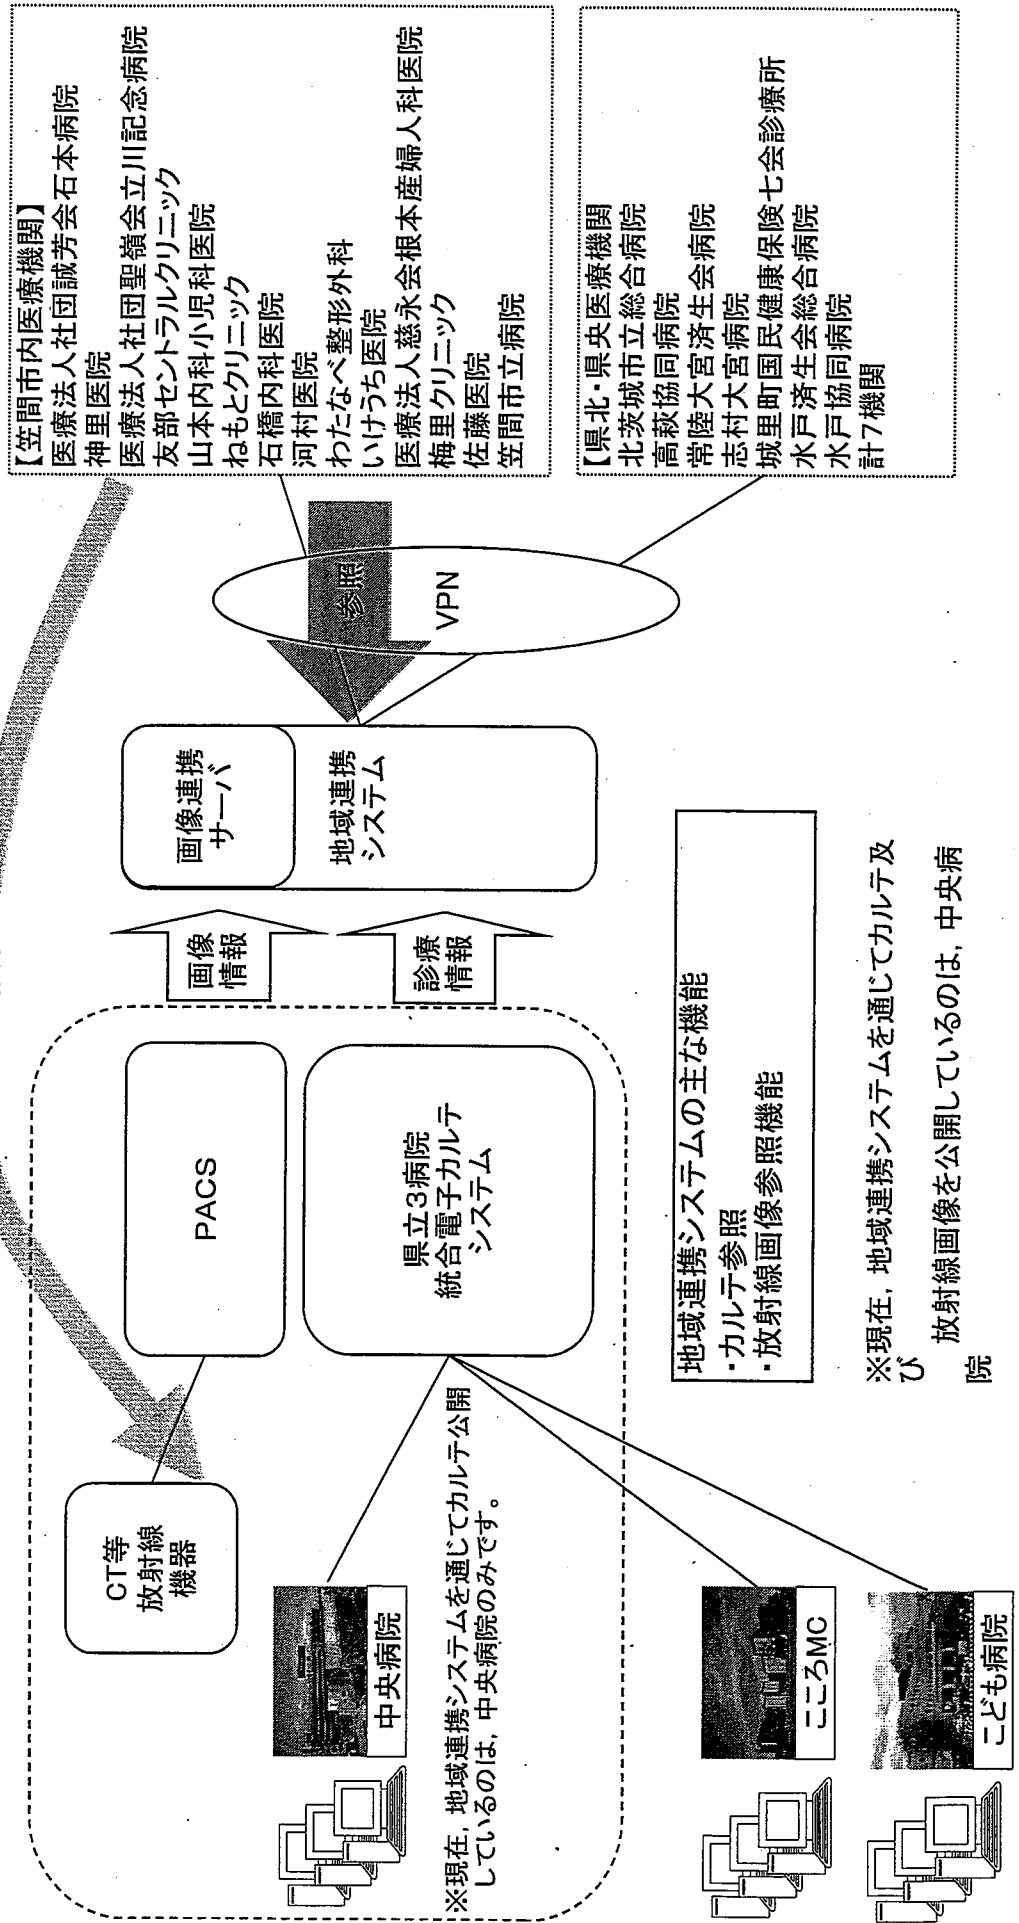 CT等
放射線
機器
PACS
県立3病院
統合電子カルテ
システム
中央病院
※現在，地域連携システムを通じてカルテ公開
しているのは，中央病院のみです。
こころMC
こども病院
画像
情報
診療
情報
画像連携
サーバ
地域連携
システム
参照
VPN
【笠間市内医療機関】
医療法人社団誠芳会石本病院
神里医院
医療法人社団聖嶺会立川記念病院
友部セントラルクリニック
山本内科小児科医院
ねもとクリニック
石橋内科医院
河村医院
わたなべ整形外科
いけうち医院
医療法人慈永会根本産婦人科医院
梅里クリニック
佐藤医院
笠間市立病院
【県北・県央医療機関
北茨城市立総合病院
高萩協同病院
常陸大宮済生会病院
志村大宮病院
城里町国民健康保険七会診療所
水戸済生会総合病院
水戸協同病院
計7機関
地域連携システムの主な機能
・カルテ参照
・放射線画像参照機能
※現在，地域連携システムを通じてカルテ及
び
放射線画像を公開しているのは，中央病
院